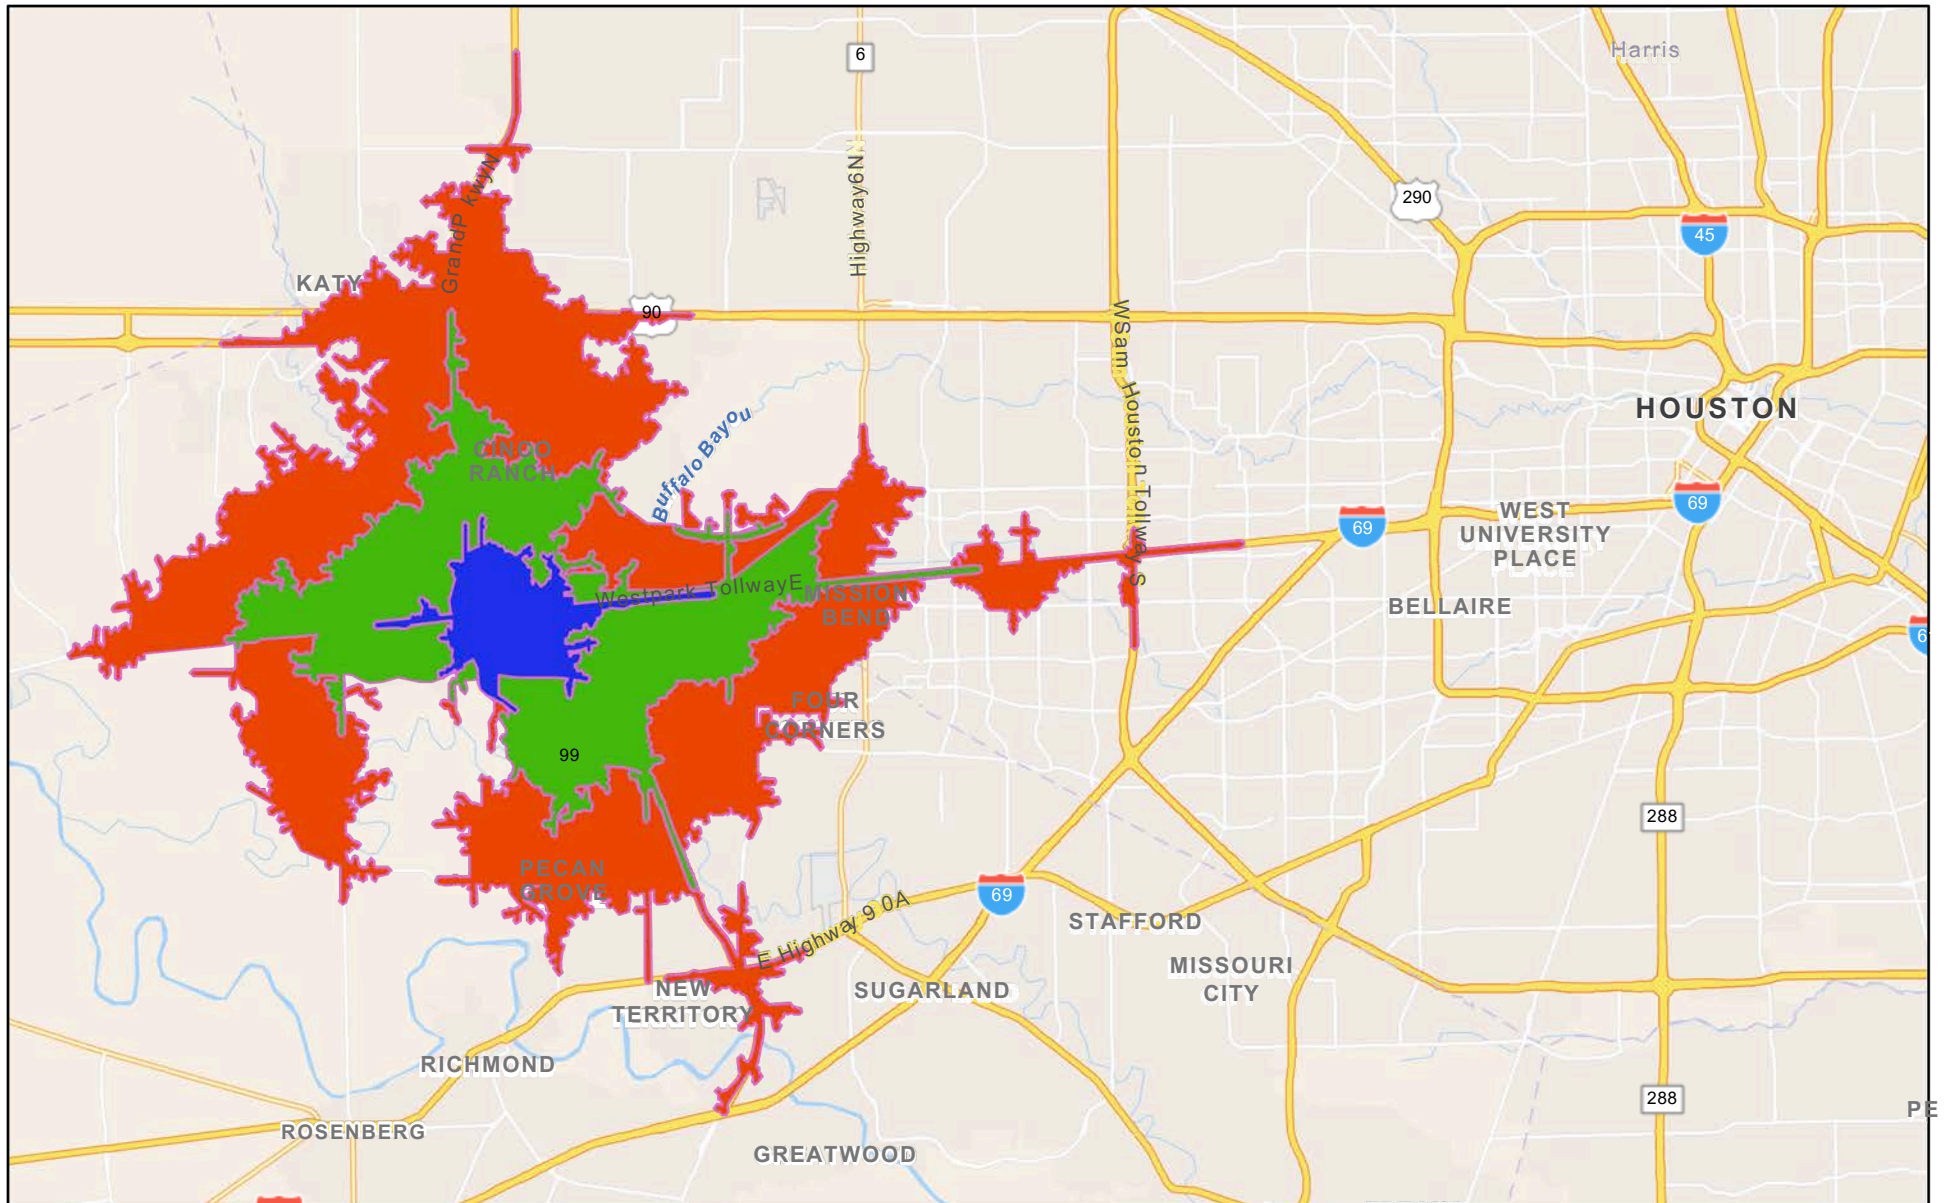 Harris
6
Highway6NN
290
45
GrandP kwyN
KATY
90
WSam Houston Tollway S
HOUSTON
Buffalo Bayou
CINCO
RANCH
69
69
WEST
UNIVERSITY
PLACE
Westpark TollwayE
MISSION
BEND
BELLAIRE
FOUR
CORNERS
99
288
PECAN
GROVE
69
E Highway 9 0A
STAFFORD
MISSOURI
CITY
NEW
TERRITORY
SUGARLAND
RICHMOND
288
PE
ROSENBERG
GREATWOOD